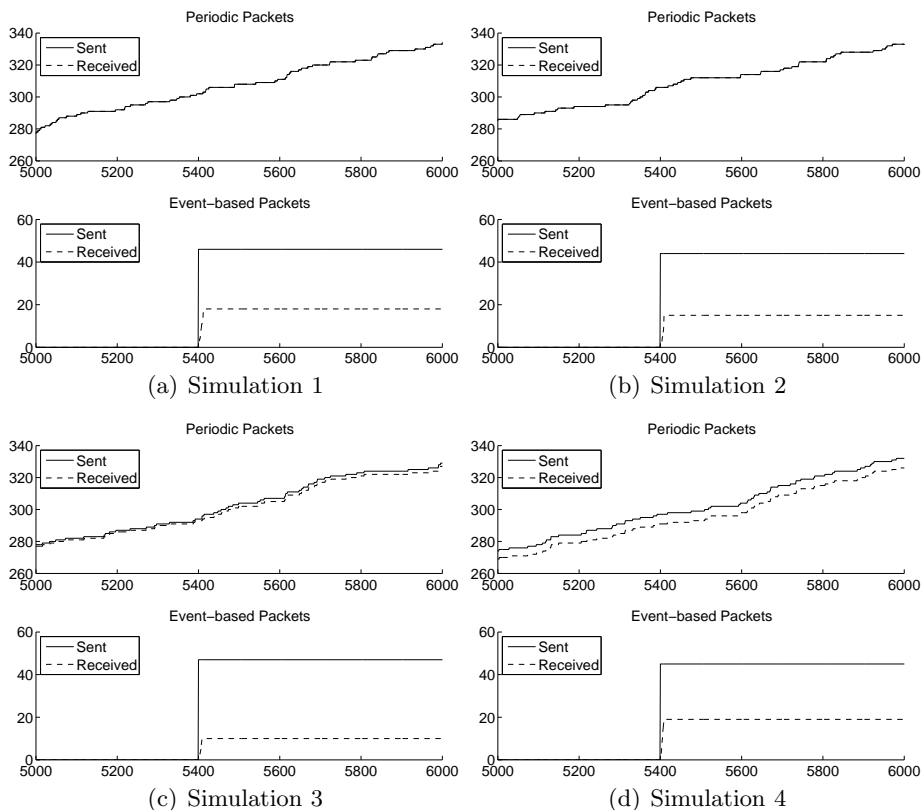 Periodic Packets
340
320
300
280
260
Sent
Received
5000 5200 5400 5600 5800 6000
Event−based Packets
60
40
20
0
Sent
Received
5000 5200 5400 5600 5800 6000
(a) Simulation 1
Periodic Packets
340
320
300
280
260
Sent
Received
5000 5200 5400 5600 5800 6000
Event−based Packets
60
40
20
0
Sent
Received
5000 5200 5400 5600 5800 6000
(b) Simulation 2
Periodic Packets
340
320
300
280
260
Sent
Received
5000 5200 5400 5600 5800 6000
Event−based Packets
60
40
20
0
Sent
Received
5000 5200 5400 5600 5800 6000
(c) Simulation 3
Periodic Packets
340
320
300
280
260
Sent
Received
5000 5200 5400 5600 5800 6000
Event−based Packets
60
40
20
0
Sent
Received
5000 5200 5400 5600 5800 6000
(d) Simulation 4